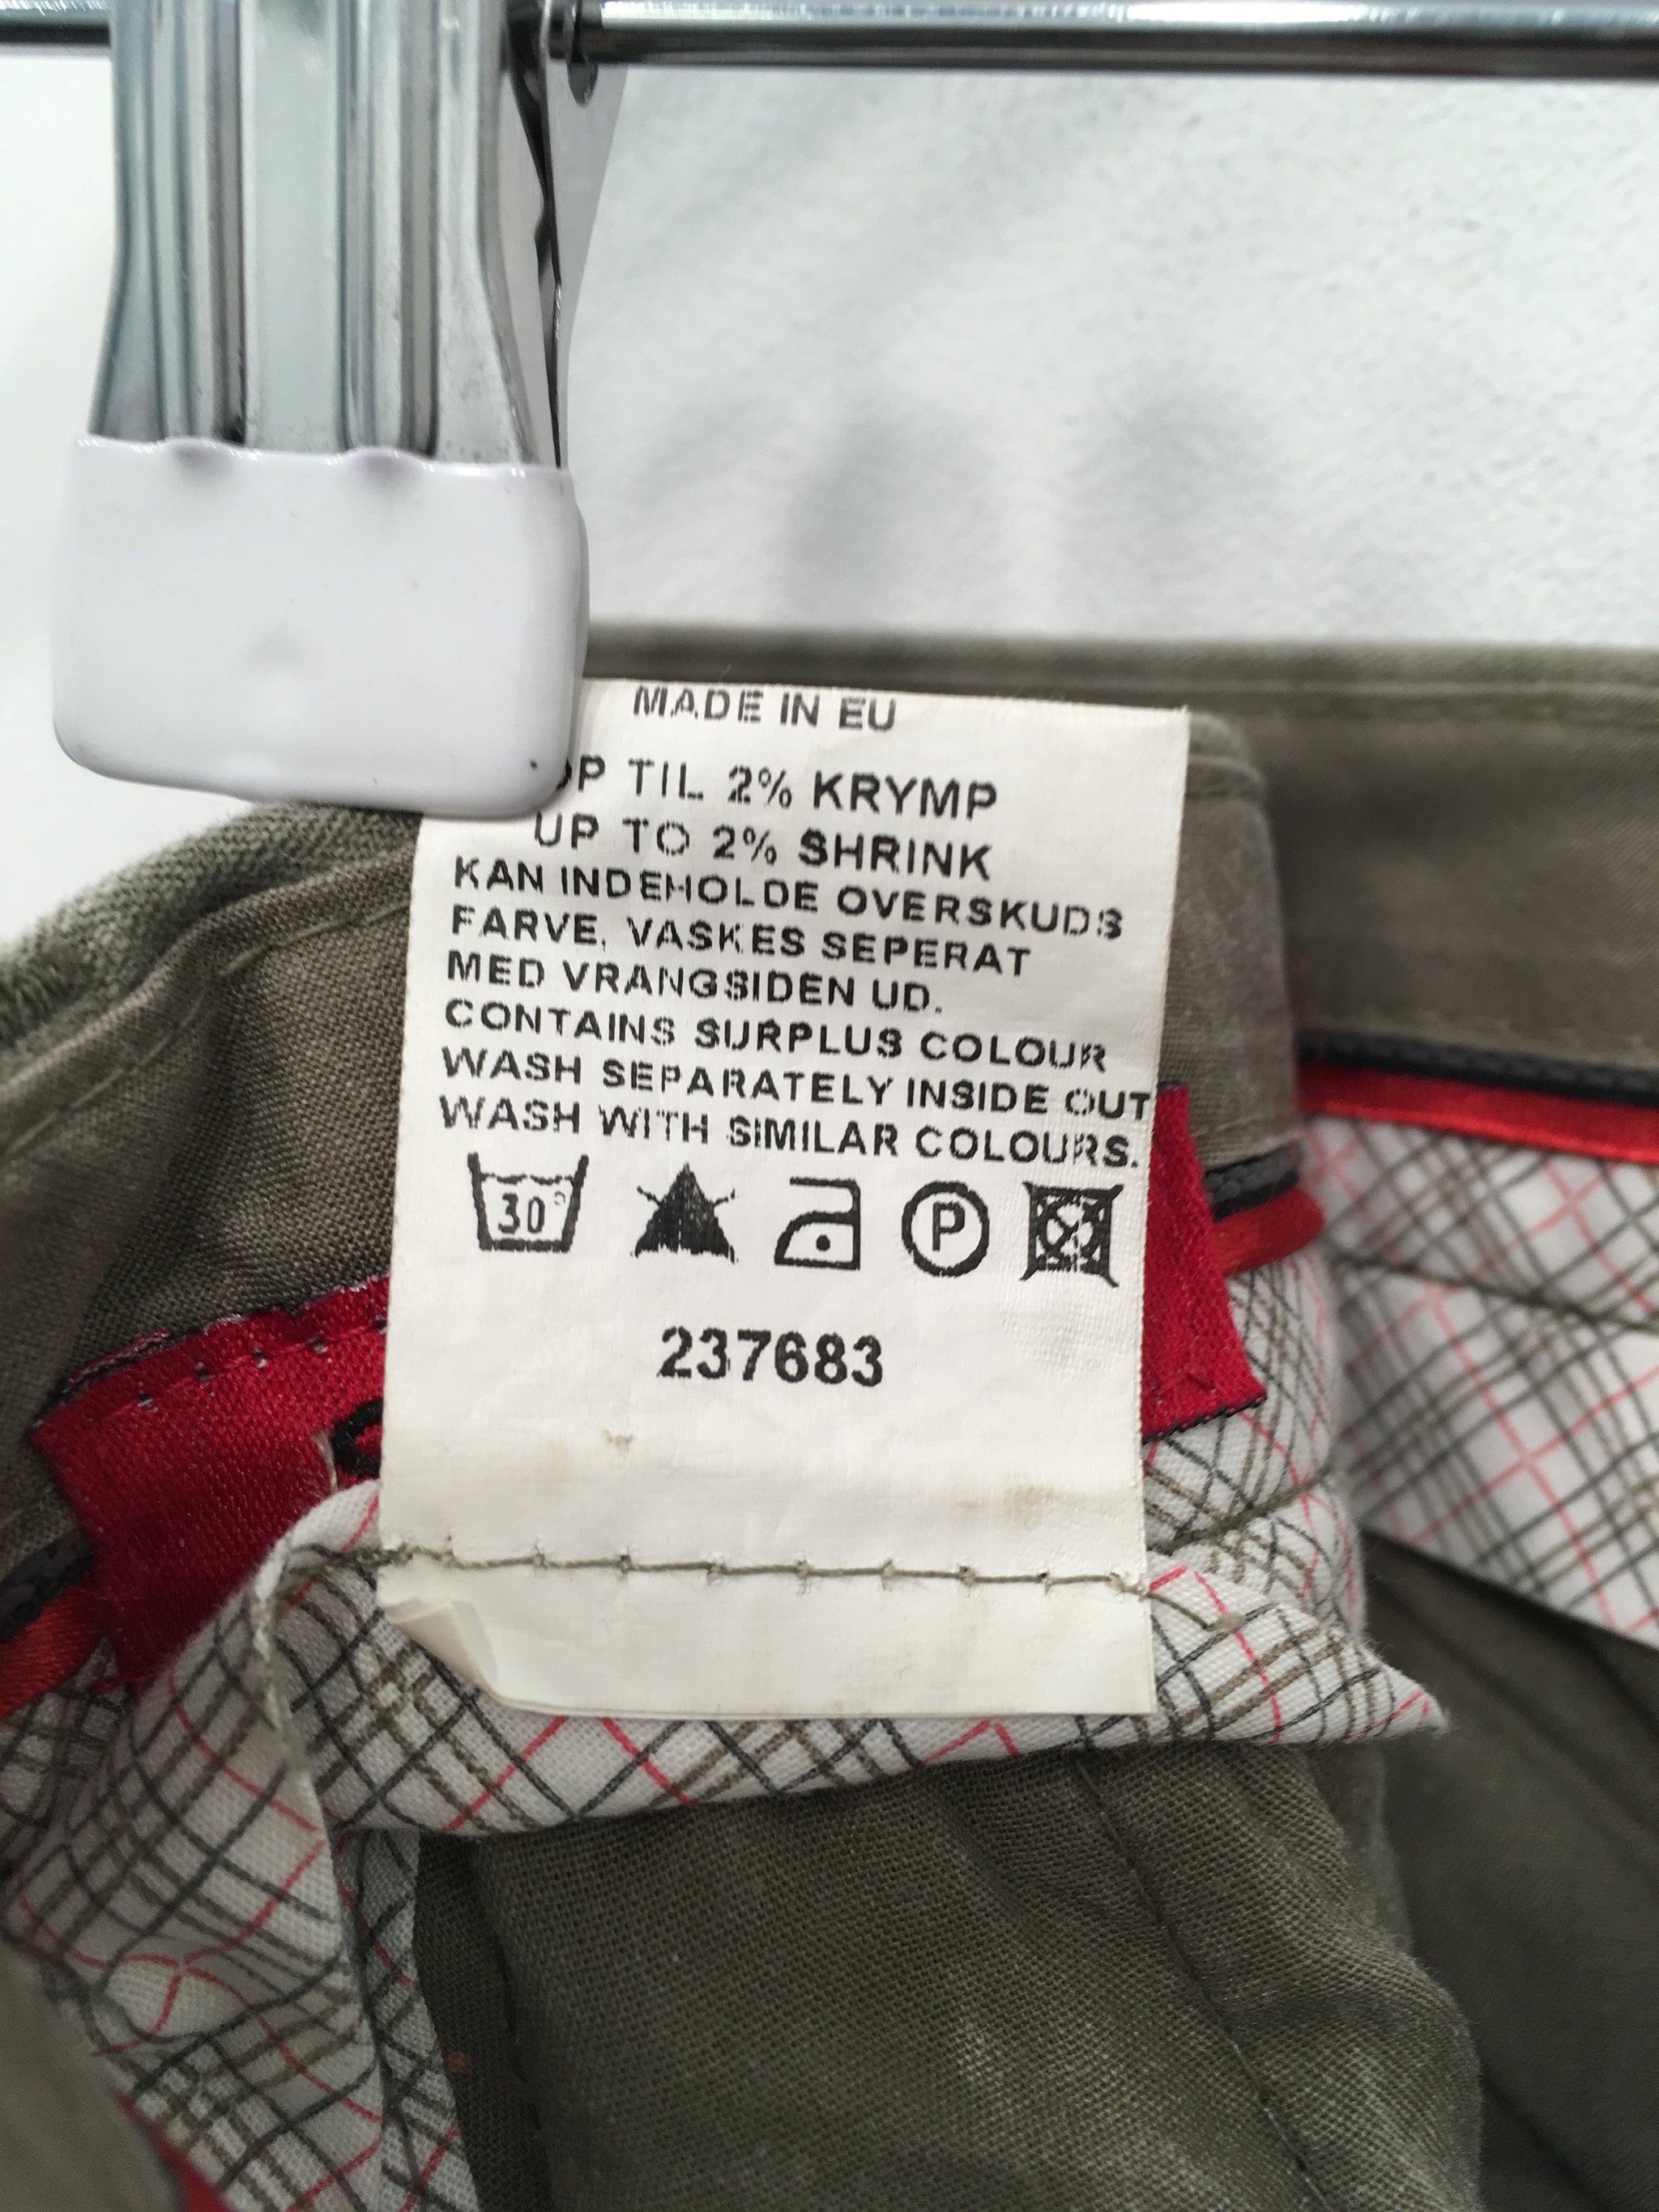 MADE IN EU
OP TIL 2% KRYMP
UP TO 2% SHRINK
KAN INDEHOLDE OVERSKUDS
FARVE, VASKES SEPERAT
MED VRANGSIDEN UD.
CONTAINS SURPLUS COLOUR
WASH SEPARATELY INSIDE OUT
WASH WITH SIMILAR COLOURS.
30° P
237683